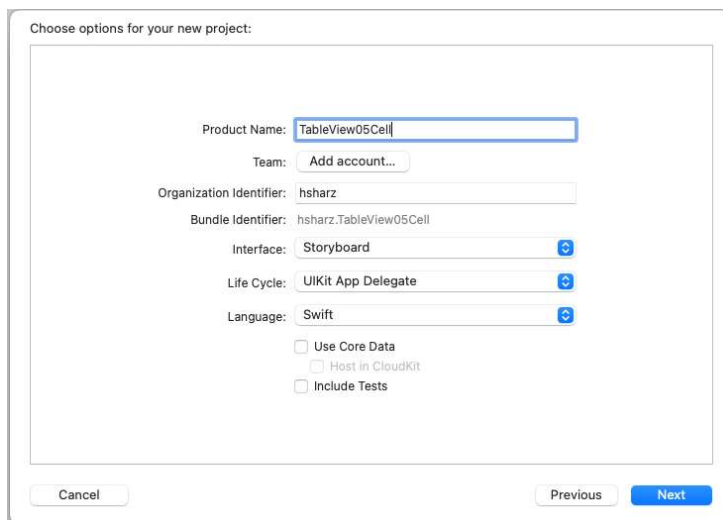 Choose options for your new project:
Product Name: TableView05Cell
Team: Add account...
Organization Identifier: hsharz
Bundle Identifier: hsharz.TableView05Cell
Interface: Storyboard
Life Cycle: UIKit App Delegate
Language: Swift
Use Core Data
Host in CloudKit
Include Tests
Cancel Previous Next